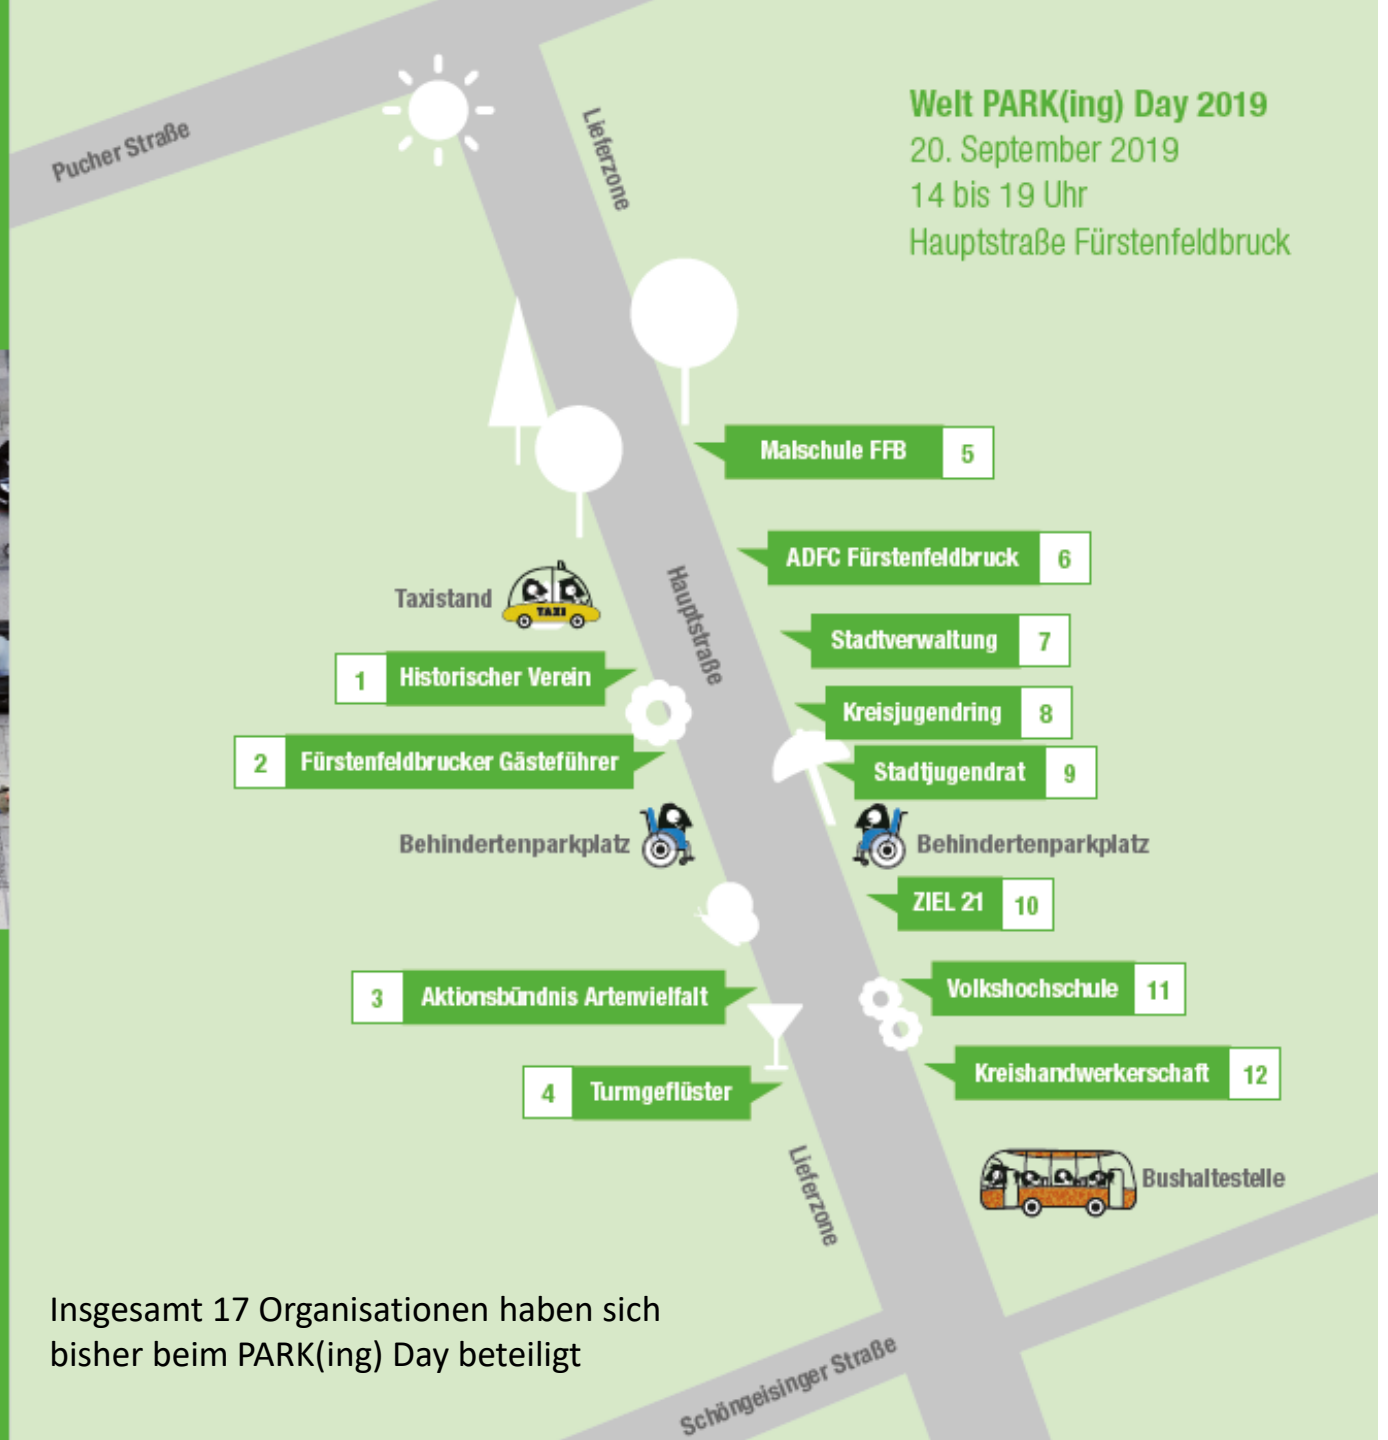 Welt PARK(ing) Day 2019
20. September 2019
14 bis 19 Uhr
Hauptstraße Fürstenfeldbruck
Pucher Straße
Lieferzone
Malschule FFB 5
ADFC Fürstenfeldbruck 6
Taxistand
TAXI
Hauptstraße
Stadtverwaltung 7
1 Historischer Verein
Kreisjugendring 8
2 Fürstenfeldbrucker Gästeführer
Stadtjugendrat 9
Behindertenparkplatz
Behindertenparkplatz
ZIEL 21 10
3 Aktionsbündnis Artenvielfalt
Volkshochschule 11
Kreishandwerkerschaft 12
4 Turmgeflüster
Lieferzone
Bushaltestelle
Insgesamt 17 Organisationen haben sich
bisher beim PARK(ing) Day beteiligt
Schöngeisinger Straße